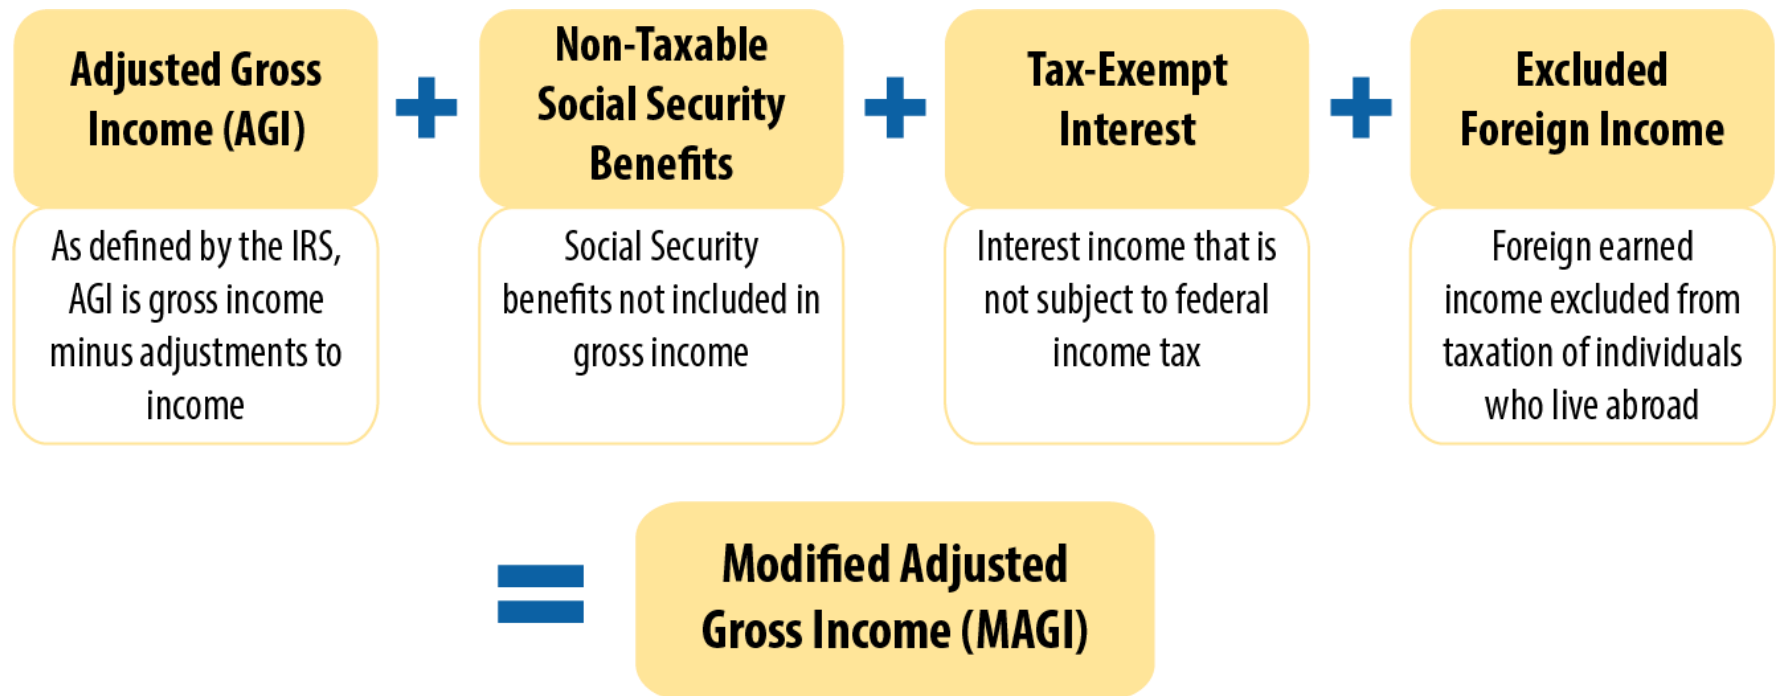 Adjusted Gross
Income (AGI)
+
Non-Taxable
Social Security
Benefits
+
Tax-Exempt
Interest
+
Excluded
Foreign Income
As defined by the IRS,
AGI is gross income
minus adjustments to
income
Social Security
benefits not included in
gross income
Interest income that is
not subject to federal
income tax
Foreign earned
income excluded from
taxation of individuals
who live abroad
=
Modified Adjusted
Gross Income (MAGI)